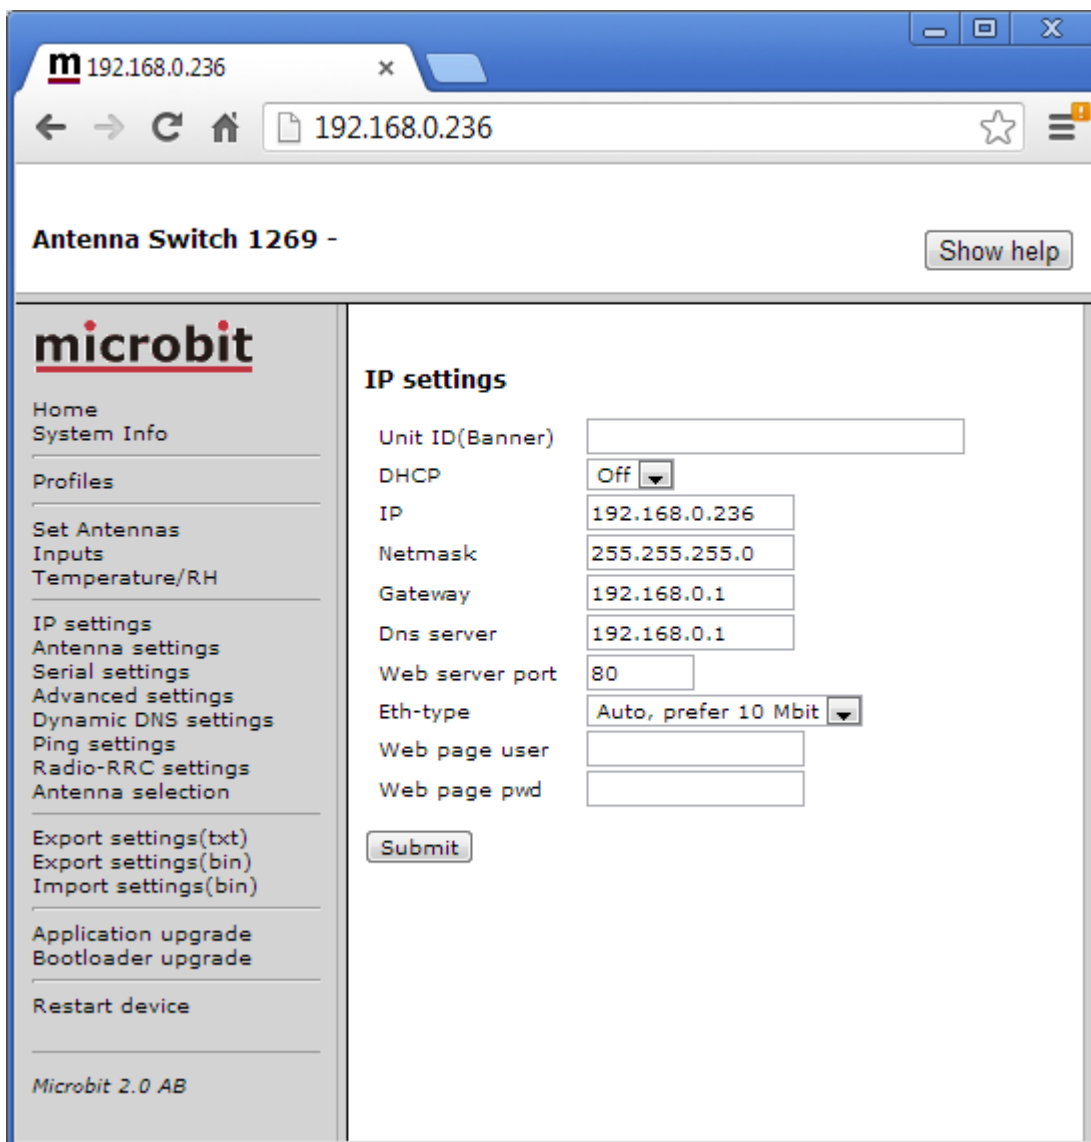 m 192.168.0.236
192.168.0.236
Antenna Switch 1269 -
Show help
microbit
Home
System Info
Profiles
Set Antennas
Inputs
Temperature/RH
IP settings
Antenna settings
Serial settings
Advanced settings
Dynamic DNS settings
Ping settings
Radio-RRC settings
Antenna selection
Export settings(txt)
Export settings(bin)
Import settings(bin)
Application upgrade
Bootloader upgrade
Restart device
Microbit 2.0 AB
IP settings
Unit ID(Banner)
DHCP Off
IP 192.168.0.236
Netmask 255.255.255.0
Gateway 192.168.0.1
Dns server 192.168.0.1
Web server port 80
Eth-type Auto, prefer 10 Mbit
Web page user
Web page pwd
Submit